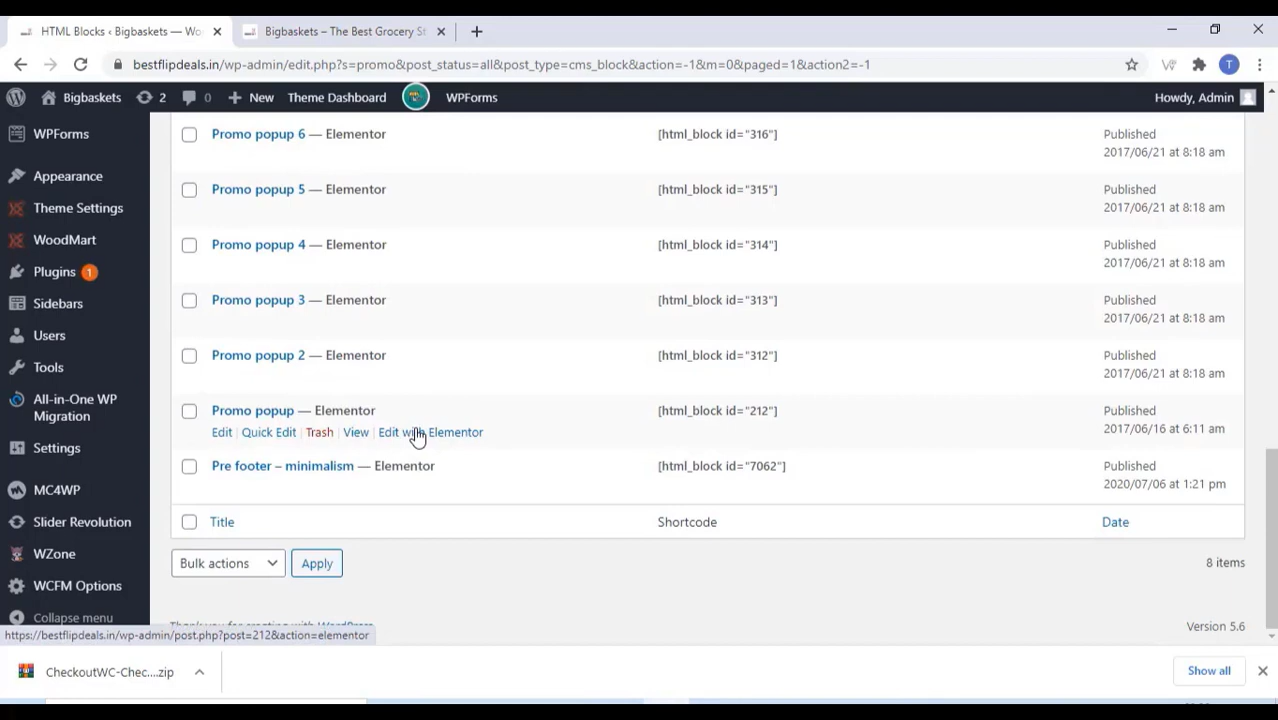 HTML Blocks ‹ Bigbaskets — Wo
Bigbaskets – The Best Grocery St
bestflipdeals.in/wp-admin/edit.php?s=promo&post_status=all&post_type=cms_block&action=-1&m=0&paged=1&action2=-1
T
Bigbaskets
2
0
New
Theme Dashboard
WPForms
Howdy, Admin
WPForms
Appearance
Theme Settings
WoodMart
Plugins 1
Sidebars
Users
Tools
All-in-One WP
Migration
Settings
MC4WP
Slider Revolution
WZone
WCFM Options
Collapse menu
Promo popup 6 — Elementor
[html_block id="316"]
Published
2017/06/21 at 8:18 am
Promo popup 5 — Elementor
[html_block id="315"]
Published
2017/06/21 at 8:18 am
Promo popup 4 — Elementor
[html_block id="314"]
Published
2017/06/21 at 8:18 am
Promo popup 3 — Elementor
[html_block id="313"]
Published
2017/06/21 at 8:18 am
Promo popup 2 — Elementor
[html_block id="312"]
Published
2017/06/21 at 8:18 am
Promo popup — Elementor
[html_block id="212"]
Published
2017/06/16 at 6:11 am
Edit | Quick Edit | Trash | View | Edit with Elementor
Pre footer – minimalism — Elementor
[html_block id="7062"]
Published
2020/07/06 at 1:21 pm
Title
Shortcode
Date
Bulk actions
Apply
8 items
Thank you for creating with WordPress
Version 5.6
https://bestflipdeals.in/wp-admin/post.php?post=212&action=elementor
CheckoutWC-Chec....zip
Show all